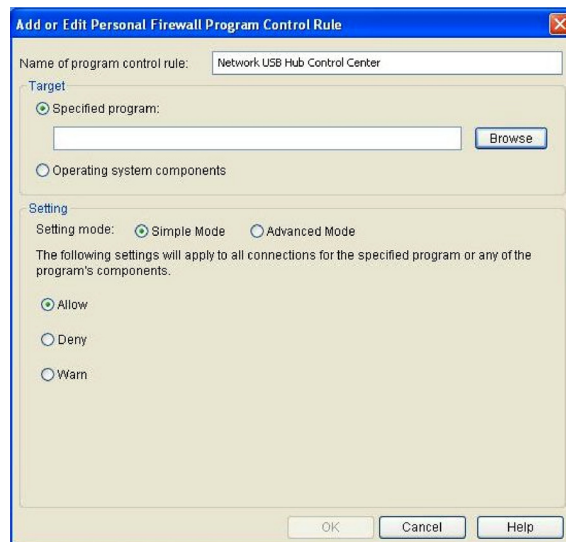 Add or Edit Personal Firewall Program Control Rule
Name of program control rule: Network USB Hub Control Center
Target
Specified program:
Browse
Operating system components
Setting
Setting mode: Simple Mode Advanced Mode
The following settings will apply to all connections for the specified program or any of the
program's components.
Allow
Deny
Warn
OK Cancel Help